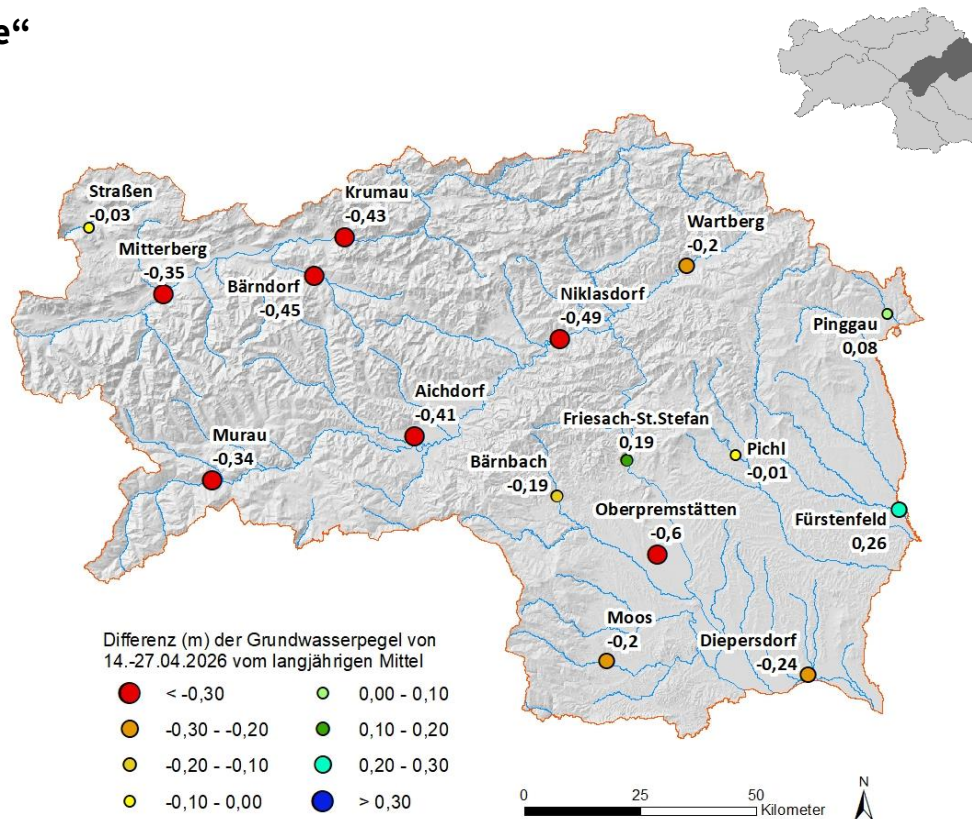 e“
Straßen
-0,03
Krumau
-0,43
Wartberg
-0,2
Mitterberg
-0,35
Bärndorf
-0,45
Niklasdorf
-0,49
Pinggau
0,08
Aichdorf
-0,41
Friesach-St.Stefan
0,19
Murau
-0,34
Bärnbach
-0,19
Pichl
-0,01
Oberpremstätten
-0,6
Fürstenfeld
0,26
Moos
-0,2
Diepersdorf
-0,24
Differenz (m) der Grundwasserpegel von
14.-27.04.2026 vom langjährigen Mittel
< -0,30
-0,30 - -0,20
-0,20 - -0,10
-0,10 - 0,00
0,00 - 0,10
0,10 - 0,20
0,20 - 0,30
> 0,30
0 25 50
Kilometer
N